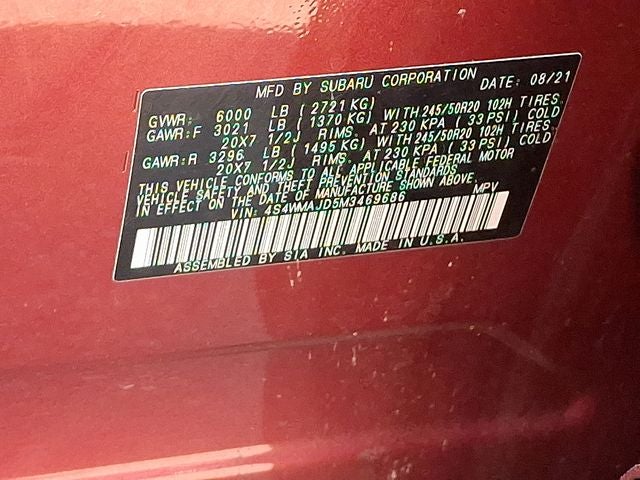 MFD BY SUBARU CORPORATION DATE: 08/21
GVWR: 6000 LB (2721 KG)
GAWR:F 3021 LB (1370 KG) WITH 245/50R20 102H TIRES,
20X7 1/2J RIMS, AT 230 KPA (33 PSI) COLD
GAWR:R 3296 LB (1495 KG) WITH 245/50R20 102H TIRES,
20X7 1/2J RIMS, AT 230 KPA (33 PSI) COLD
THIS VEHICLE CONFORMS TO ALL APPLICABLE FEDERAL MOTOR
VEHICLE SAFETY AND THEFT PREVENTION STANDARDS
IN EFFECT ON THE DATE OF MANUFACTURE SHOWN ABOVE.
VIN: 4S4WMAJD5M3469686 MPV
ASSEMBLED BY SIA INC. MADE IN U.S.A.